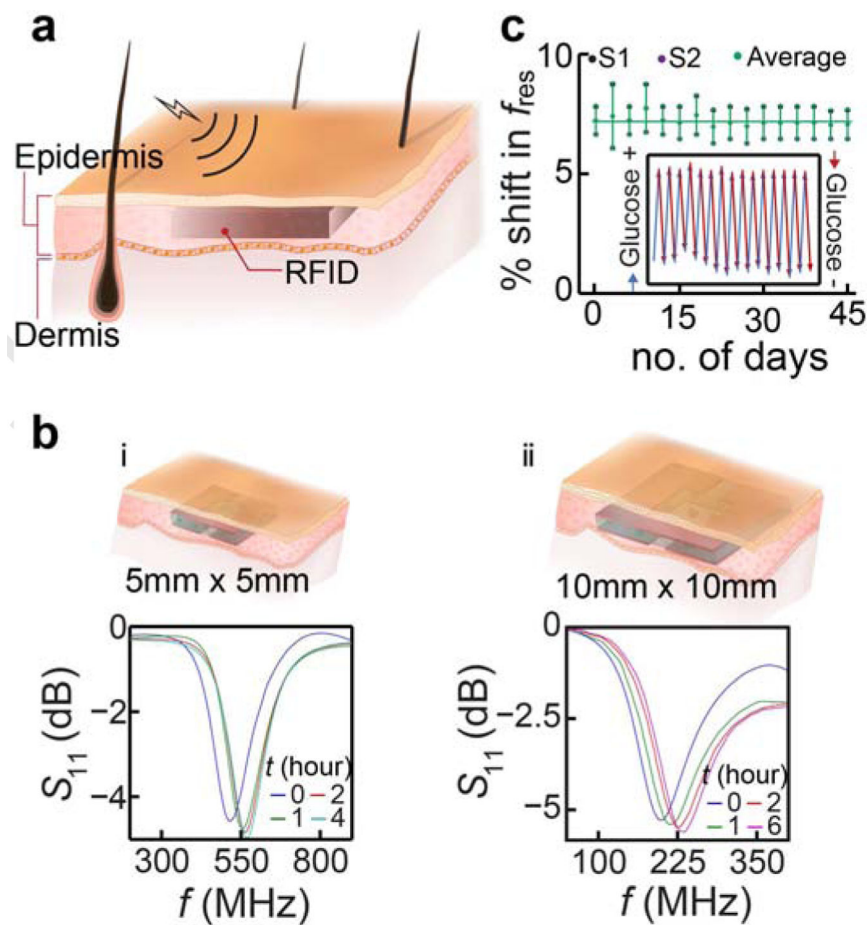 a
Epidermis
RFID
Dermis
c
S1 S2 Average
% shift in fres
10
5
0
Glucose +
Glucose -
0 15 30 45
no. of days
b
i
5mm x 5mm
S11 (dB)
0
−2
−4
t (hour)
0 2
1 4
300 550 800
f (MHz)
ii
10mm x 10mm
S11 (dB)
0
−2.5
−5
t (hour)
0 2
1 6
100 225 350
f (MHz)